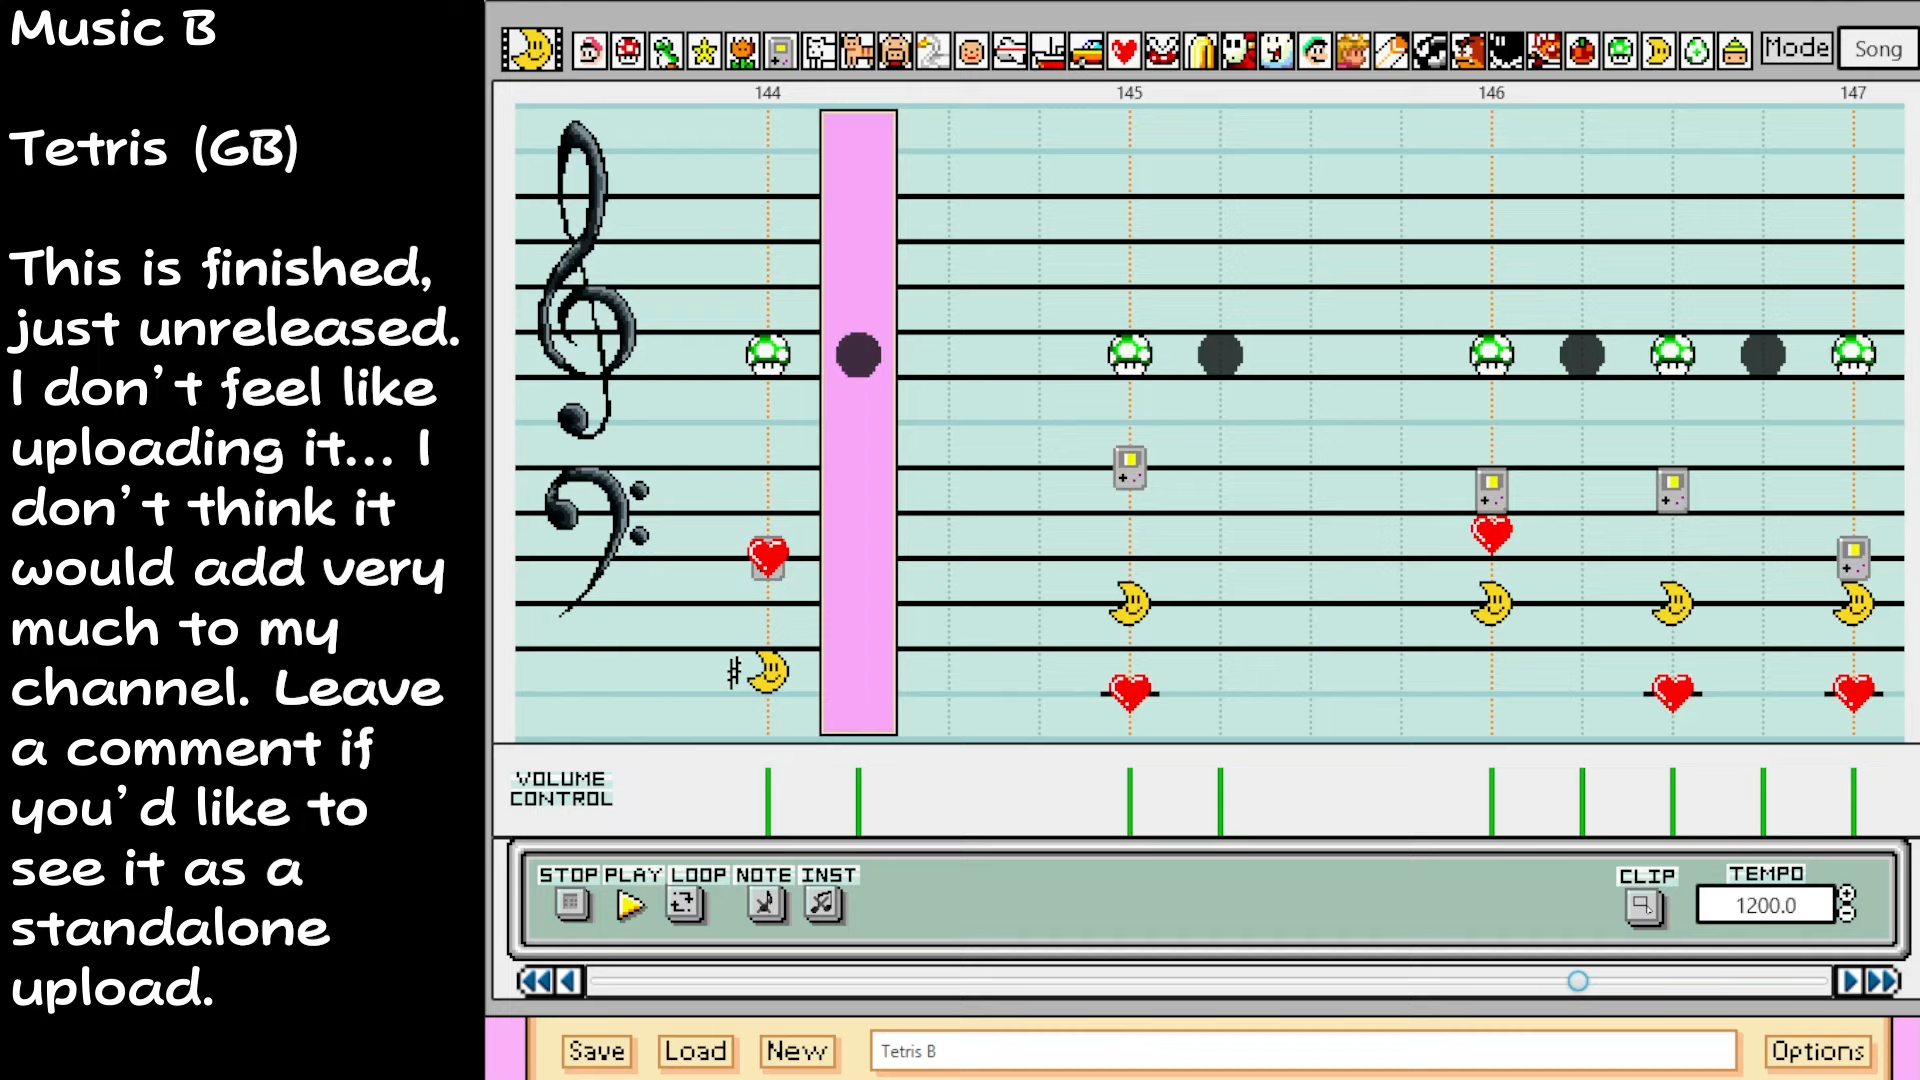 Music B
Tetris (GB)
This is finished,
just unreleased.
I don't feel like
uploading it... I
don't think it
would add very
much to my
channel. Leave
a comment if
you'd like to
see it as a
standalone
upload.
Mode Song
144 145 146 147
VOLUME
CONTROL
STOP PLAY LOOP NOTE INST CLIP TEMPO
1200.0
Save Load New Tetris B Options